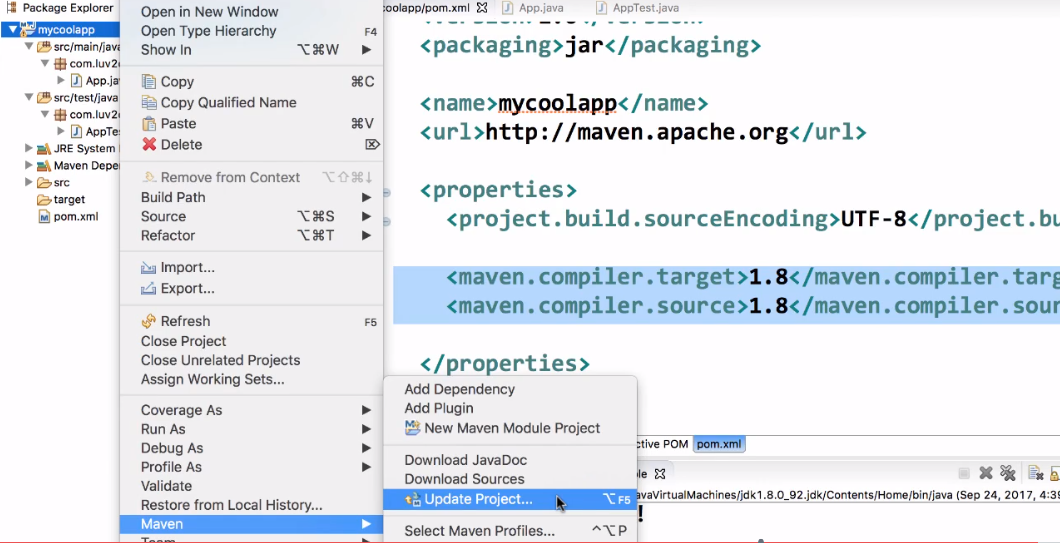 Package Explorer
mycoolapp
src/main/java
com.luv2
App.ja
src/test/java
com.luv2
AppTes
JRE System
Maven Depe
src
target
pom.xml
Open in New Window
Open Type Hierarchy F4
Show In ⌥⌘W
Copy ⌘C
Copy Qualified Name
Paste ⌘V
Delete ⌦
Remove from Context ⌥⇧⌘↓
Build Path
Source ⌥⌘S
Refactor ⌥⌘T
Import...
Export...
Refresh F5
Close Project
Close Unrelated Projects
Assign Working Sets...
Coverage As
Run As
Debug As
Profile As
Validate
Restore from Local History...
Maven
Team
Add Dependency
Add Plugin
New Maven Module Project
Download JavaDoc
Download Sources
Update Project... ⌥F5
Select Maven Profiles... ^⌥P
coolapp/pom.xml App.java AppTest.java
<packaging>jar</packaging>
<name>mycoolapp</name>
<url>http://maven.apache.org</url>
<properties>
<project.build.sourceEncoding>UTF-8</project.bu
<maven.compiler.target>1.8</maven.compiler.targ
<maven.compiler.source>1.8</maven.compiler.sour
</properties>
ctive POM pom.xml
le
avaVirtualMachines/jdk1.8.0_92.jdk/Contents/Home/bin/java (Sep 24, 2017, 4:39
!